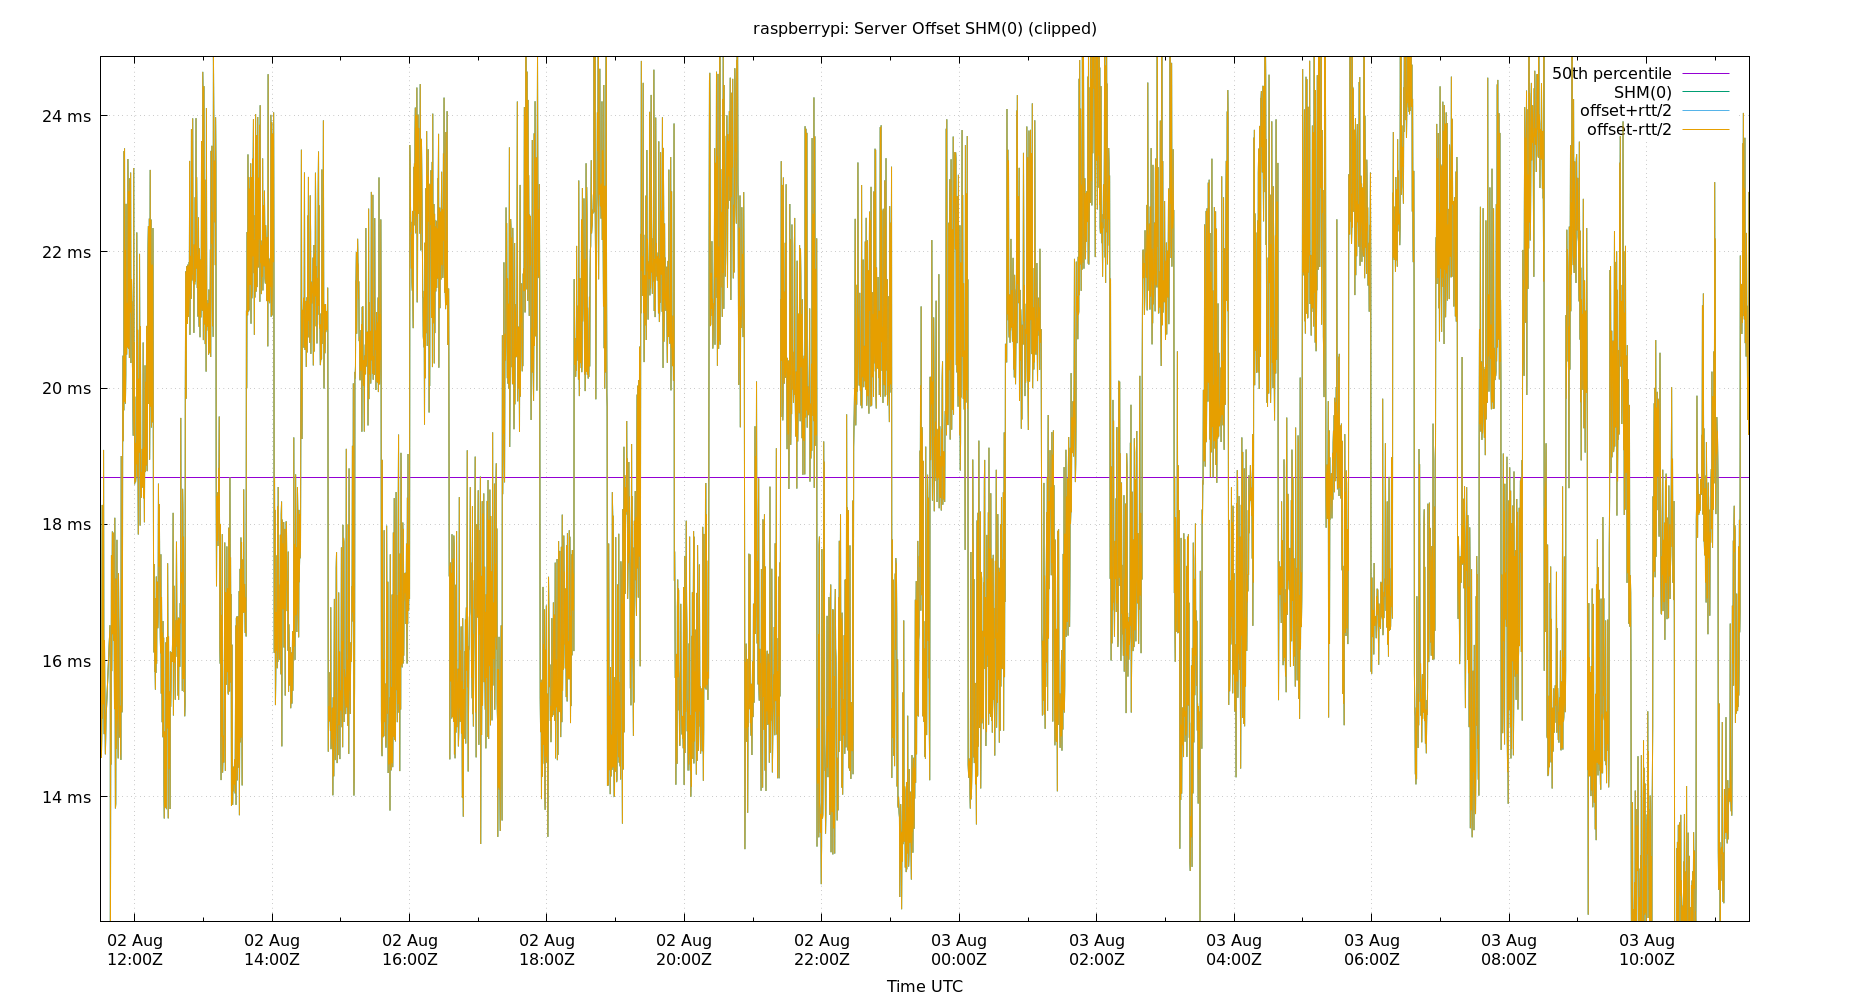 raspberrypi: Server Offset SHM(0) (clipped)
50th percentile
SHM(0)
offset+rtt/2
offset-rtt/2
24 ms
22 ms
20 ms
18 ms
16 ms
14 ms
02 Aug 02 Aug 02 Aug 02 Aug 02 Aug 02 Aug 03 Aug 03 Aug 03 Aug 03 Aug 03 Aug 03 Aug
12:00Z 14:00Z 16:00Z 18:00Z 20:00Z 22:00Z 00:00Z 02:00Z 04:00Z 06:00Z 08:00Z 10:00Z
Time UTC